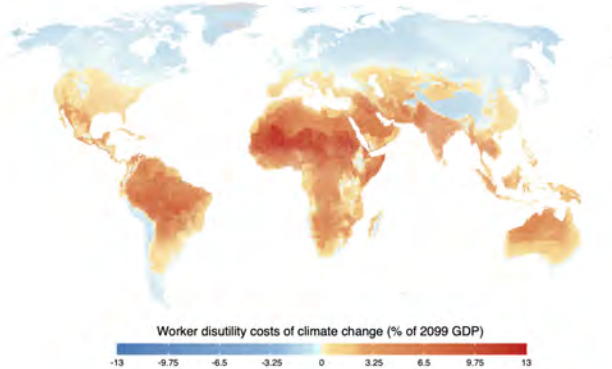 Worker disutility costs of climate change (% of 2099 GDP)
-13 -9.75 -6.5 -3.25 0 3.25 6.5 9.75 13